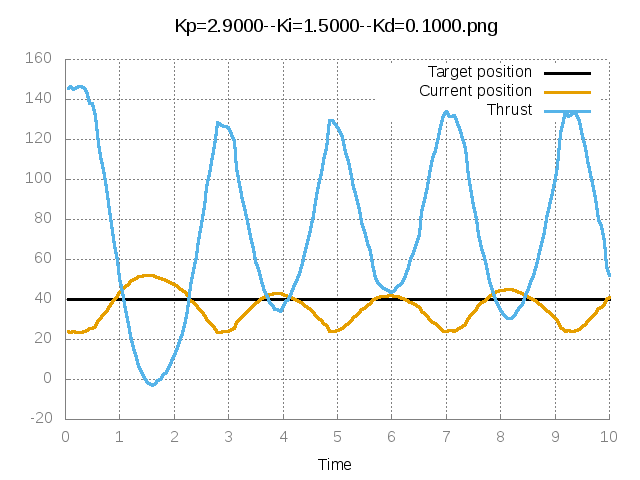 Kp=2.9000--Ki=1.5000--Kd=0.1000.png
160
140
120
100
80
60
40
20
0
-20
Target position
Current position
Thrust
0 1 2 3 4 5 6 7 8 9 10
Time